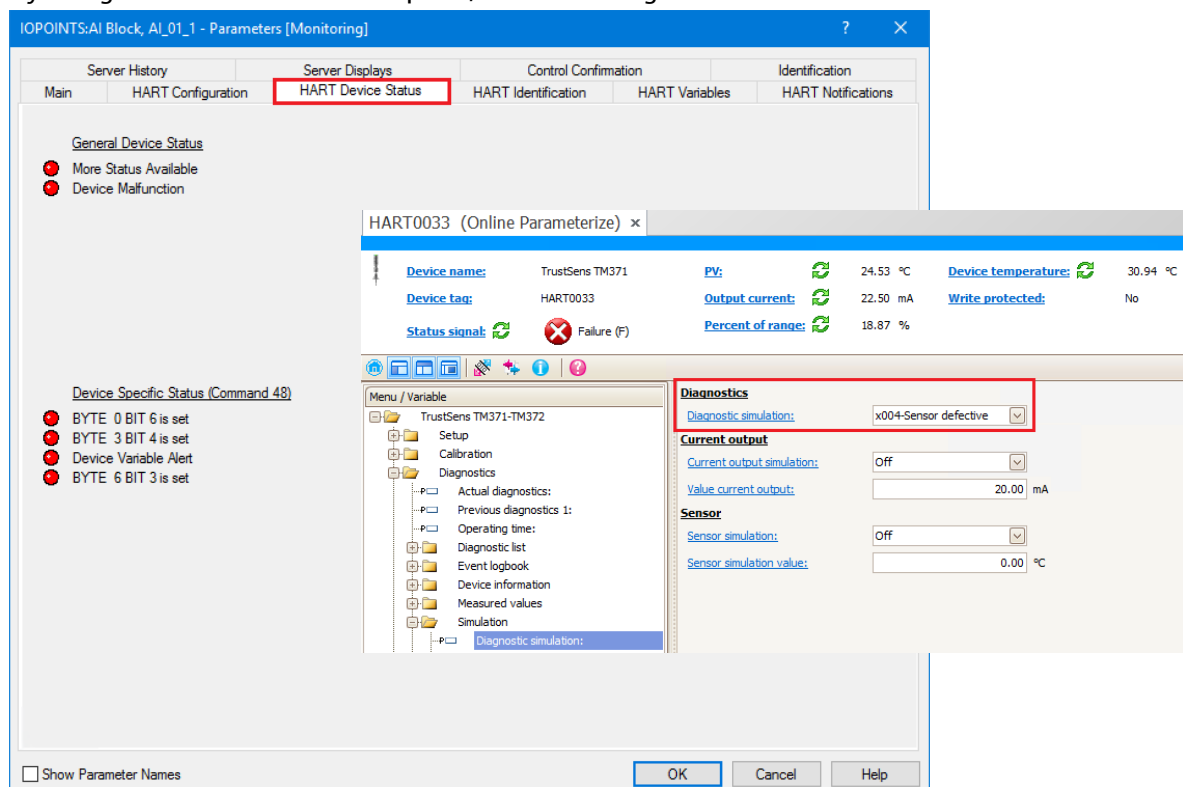 IOPOINTS:AI Block, AI_01_1 - Parameters [Monitoring] ? ×
Server History Server Displays Control Confirmation Identification
Main HART Configuration HART Device Status HART Identification HART Variables HART Notifications
General Device Status
More Status Available
Device Malfunction
HART0033 (Online Parameterize) ×
Device name: TrustSens TM371 PV: 24.53 °C Device temperature: 30.94 °C
Device tag: HART0033 Output current: 22.50 mA Write protected: No
Status signal: Failure (F) Percent of range: 18.87 %
Device Specific Status (Command 48)
BYTE 0 BIT 6 is set
BYTE 3 BIT 4 is set
Device Variable Alert
BYTE 6 BIT 3 is set
Menu / Variable
TrustSens TM371-TM372
Setup
Calibration
Diagnostics
Actual diagnostics:
Previous diagnostics 1:
Operating time:
Diagnostic list
Event logbook
Device information
Measured values
Simulation
Diagnostic simulation:
Diagnostics
Diagnostic simulation: x004-Sensor defective
Current output
Current output simulation: Off
Value current output: 20.00 mA
Sensor
Sensor simulation: Off
Sensor simulation value: 0.00 °C
Show Parameter Names OK Cancel Help